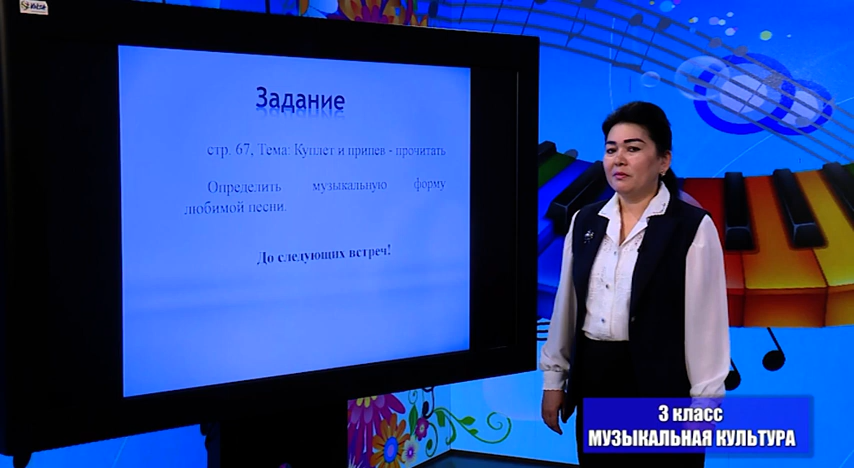 Задание
стр. 67, Тема: Куплет и припев - прочитать
Определить музыкальную форму
любимой песни.
До следующих встреч!
3 класс
МУЗЫКАЛЬНАЯ КУЛЬТУРА